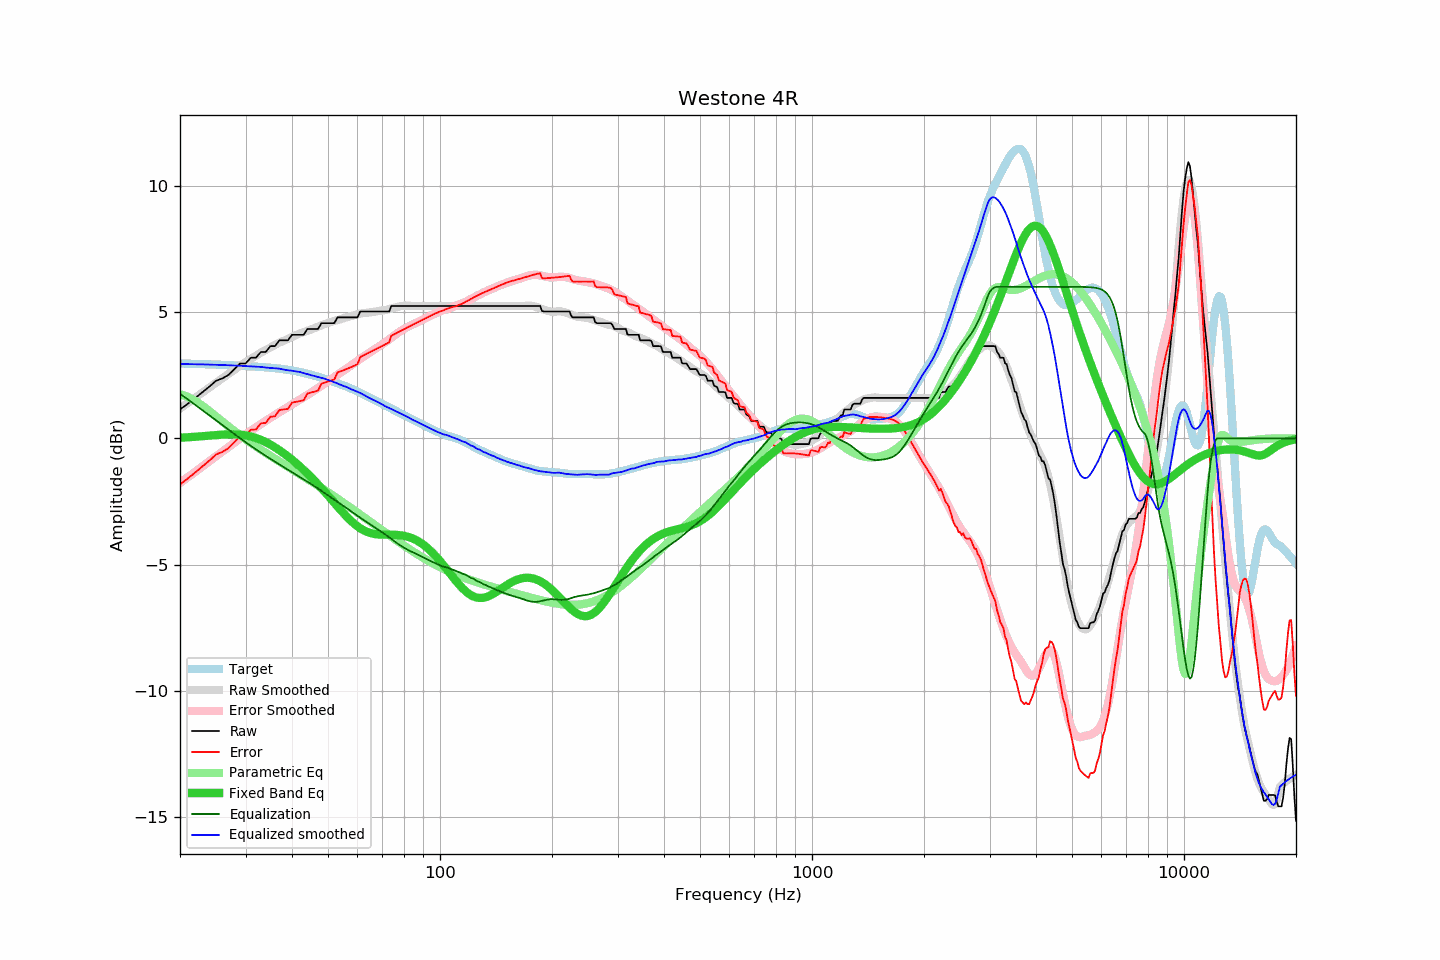 Westone 4R
Amplitude (dBr)
10
5
0
−5
−10
−15
Target
Raw Smoothed
Error Smoothed
Raw
Error
Parametric Eq
Fixed Band Eq
Equalization
Equalized smoothed
100
1000
10000
Frequency (Hz)